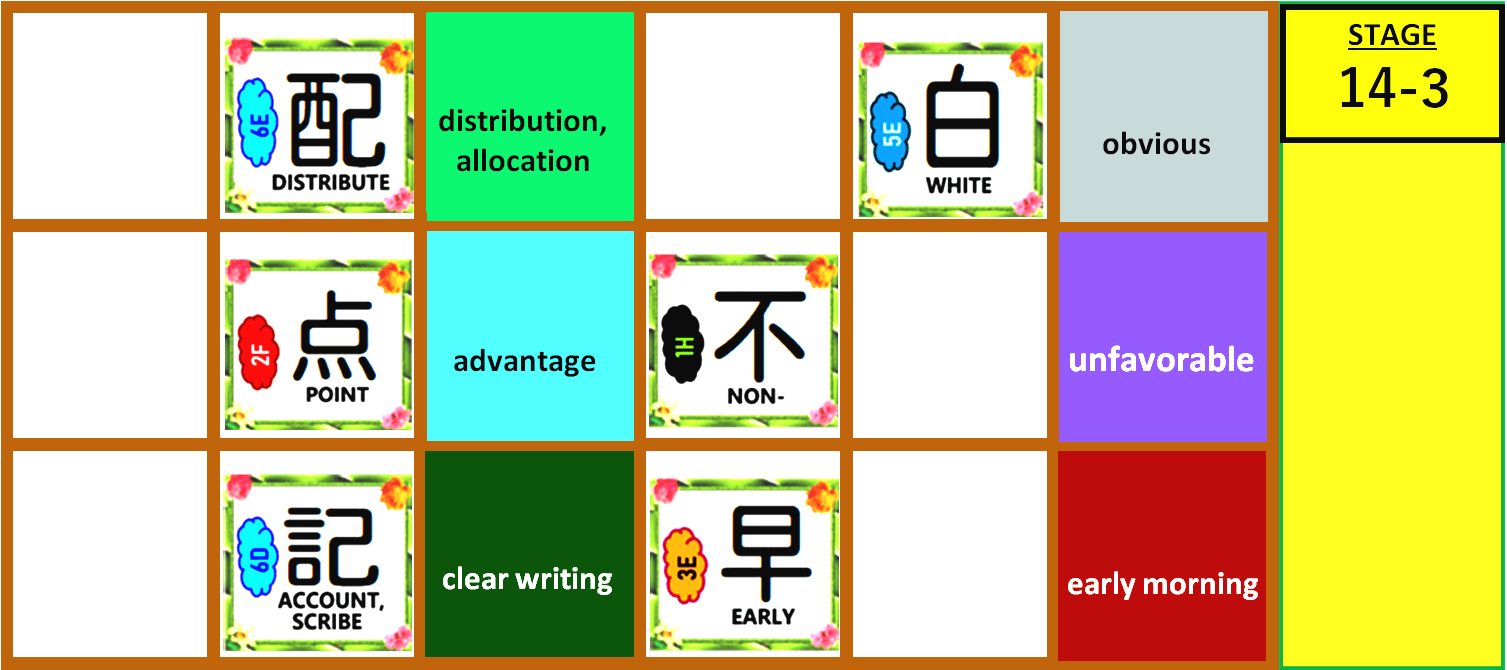 6E
配
DISTRIBUTE
distribution,
allocation
5E
白
WHITE
obvious
STAGE
14-3
2F
点
POINT
advantage
1H
不
NON-
unfavorable
6D
記
ACCOUNT,
SCRIBE
clear writing
3E
早
EARLY
early morning